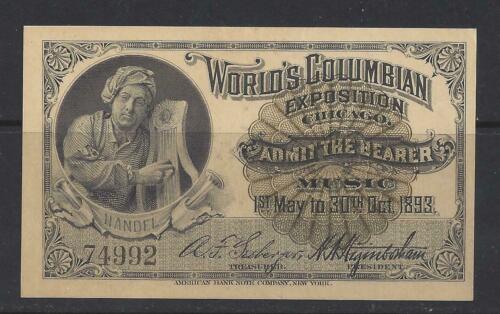 WORLD'S COLUMBIAN
EXPOSITION
CHICAGO.
ADMIT THE BEARER
MUSIC
1ST May to 30TH Oct. 1893.
HANDEL
74992
TREASURER. PRESIDENT.
AMERICAN BANK NOTE COMPANY, NEW YORK.